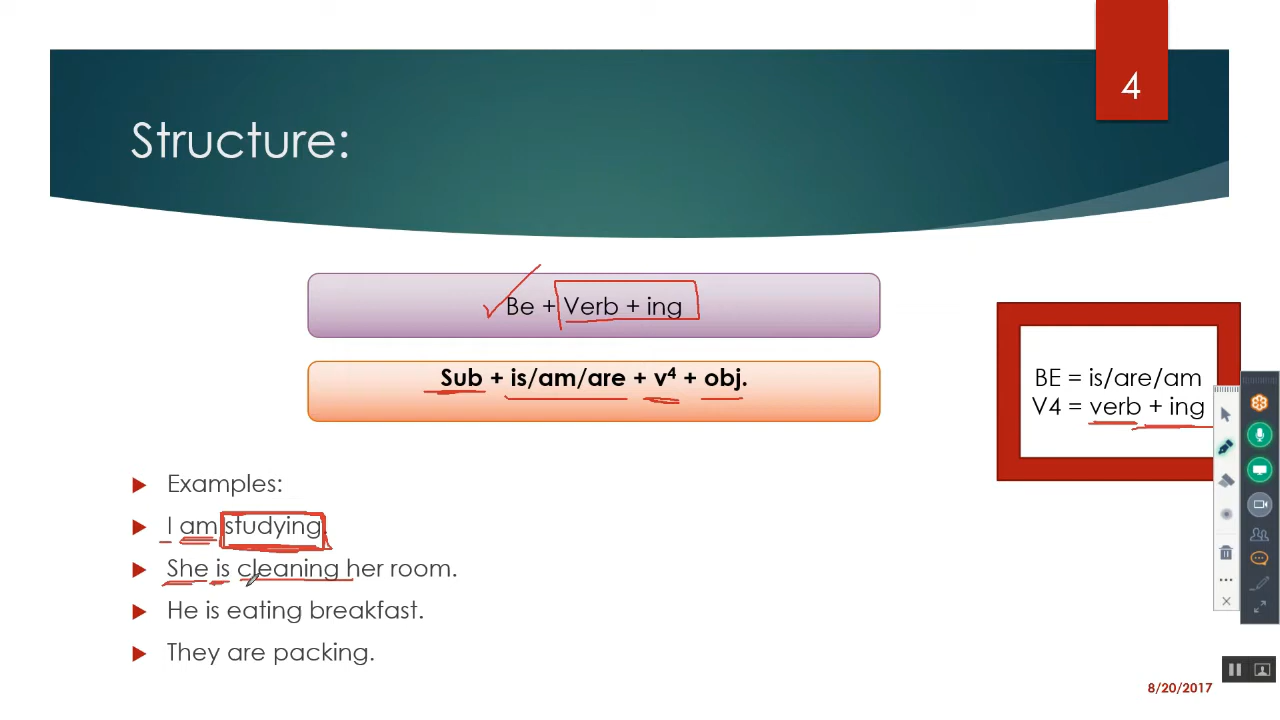 4
Structure:
Be + Verb + ing
Sub + is/am/are + v⁴ + obj.
BE = is/are/am
V4 = verb + ing
Examples:
I am studying.
She is cleaning her room.
He is eating breakfast.
They are packing.
8/20/2017